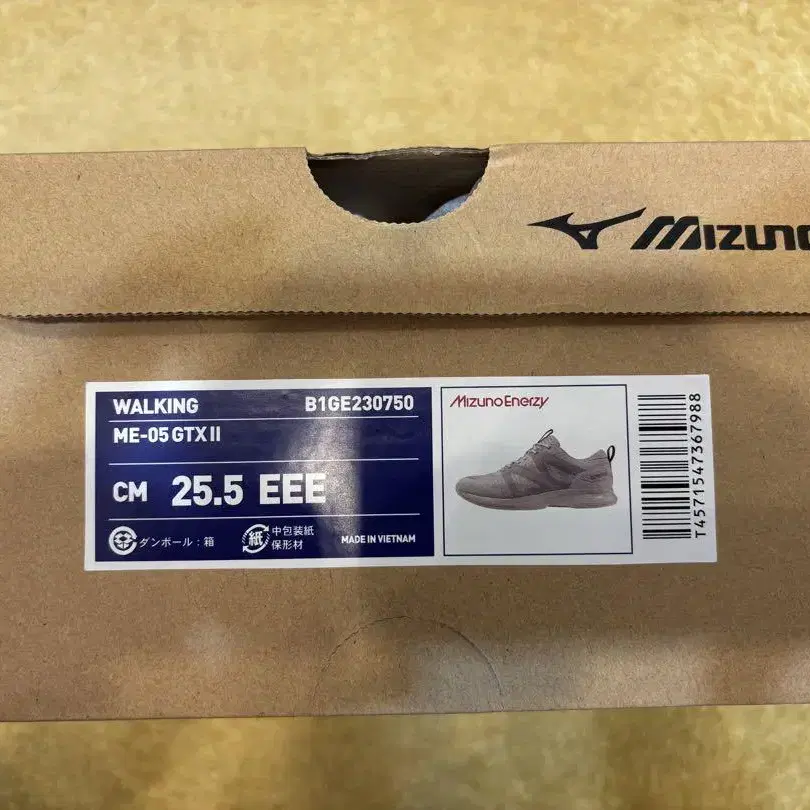 MIZUNO
WALKING B1GE230750
ME-05 GTX II
CM 25.5 EEE
ダンボール：箱
紙 中包装紙
保形材
MADE IN VIETNAM
MizunoEnerzy
T4571547367988